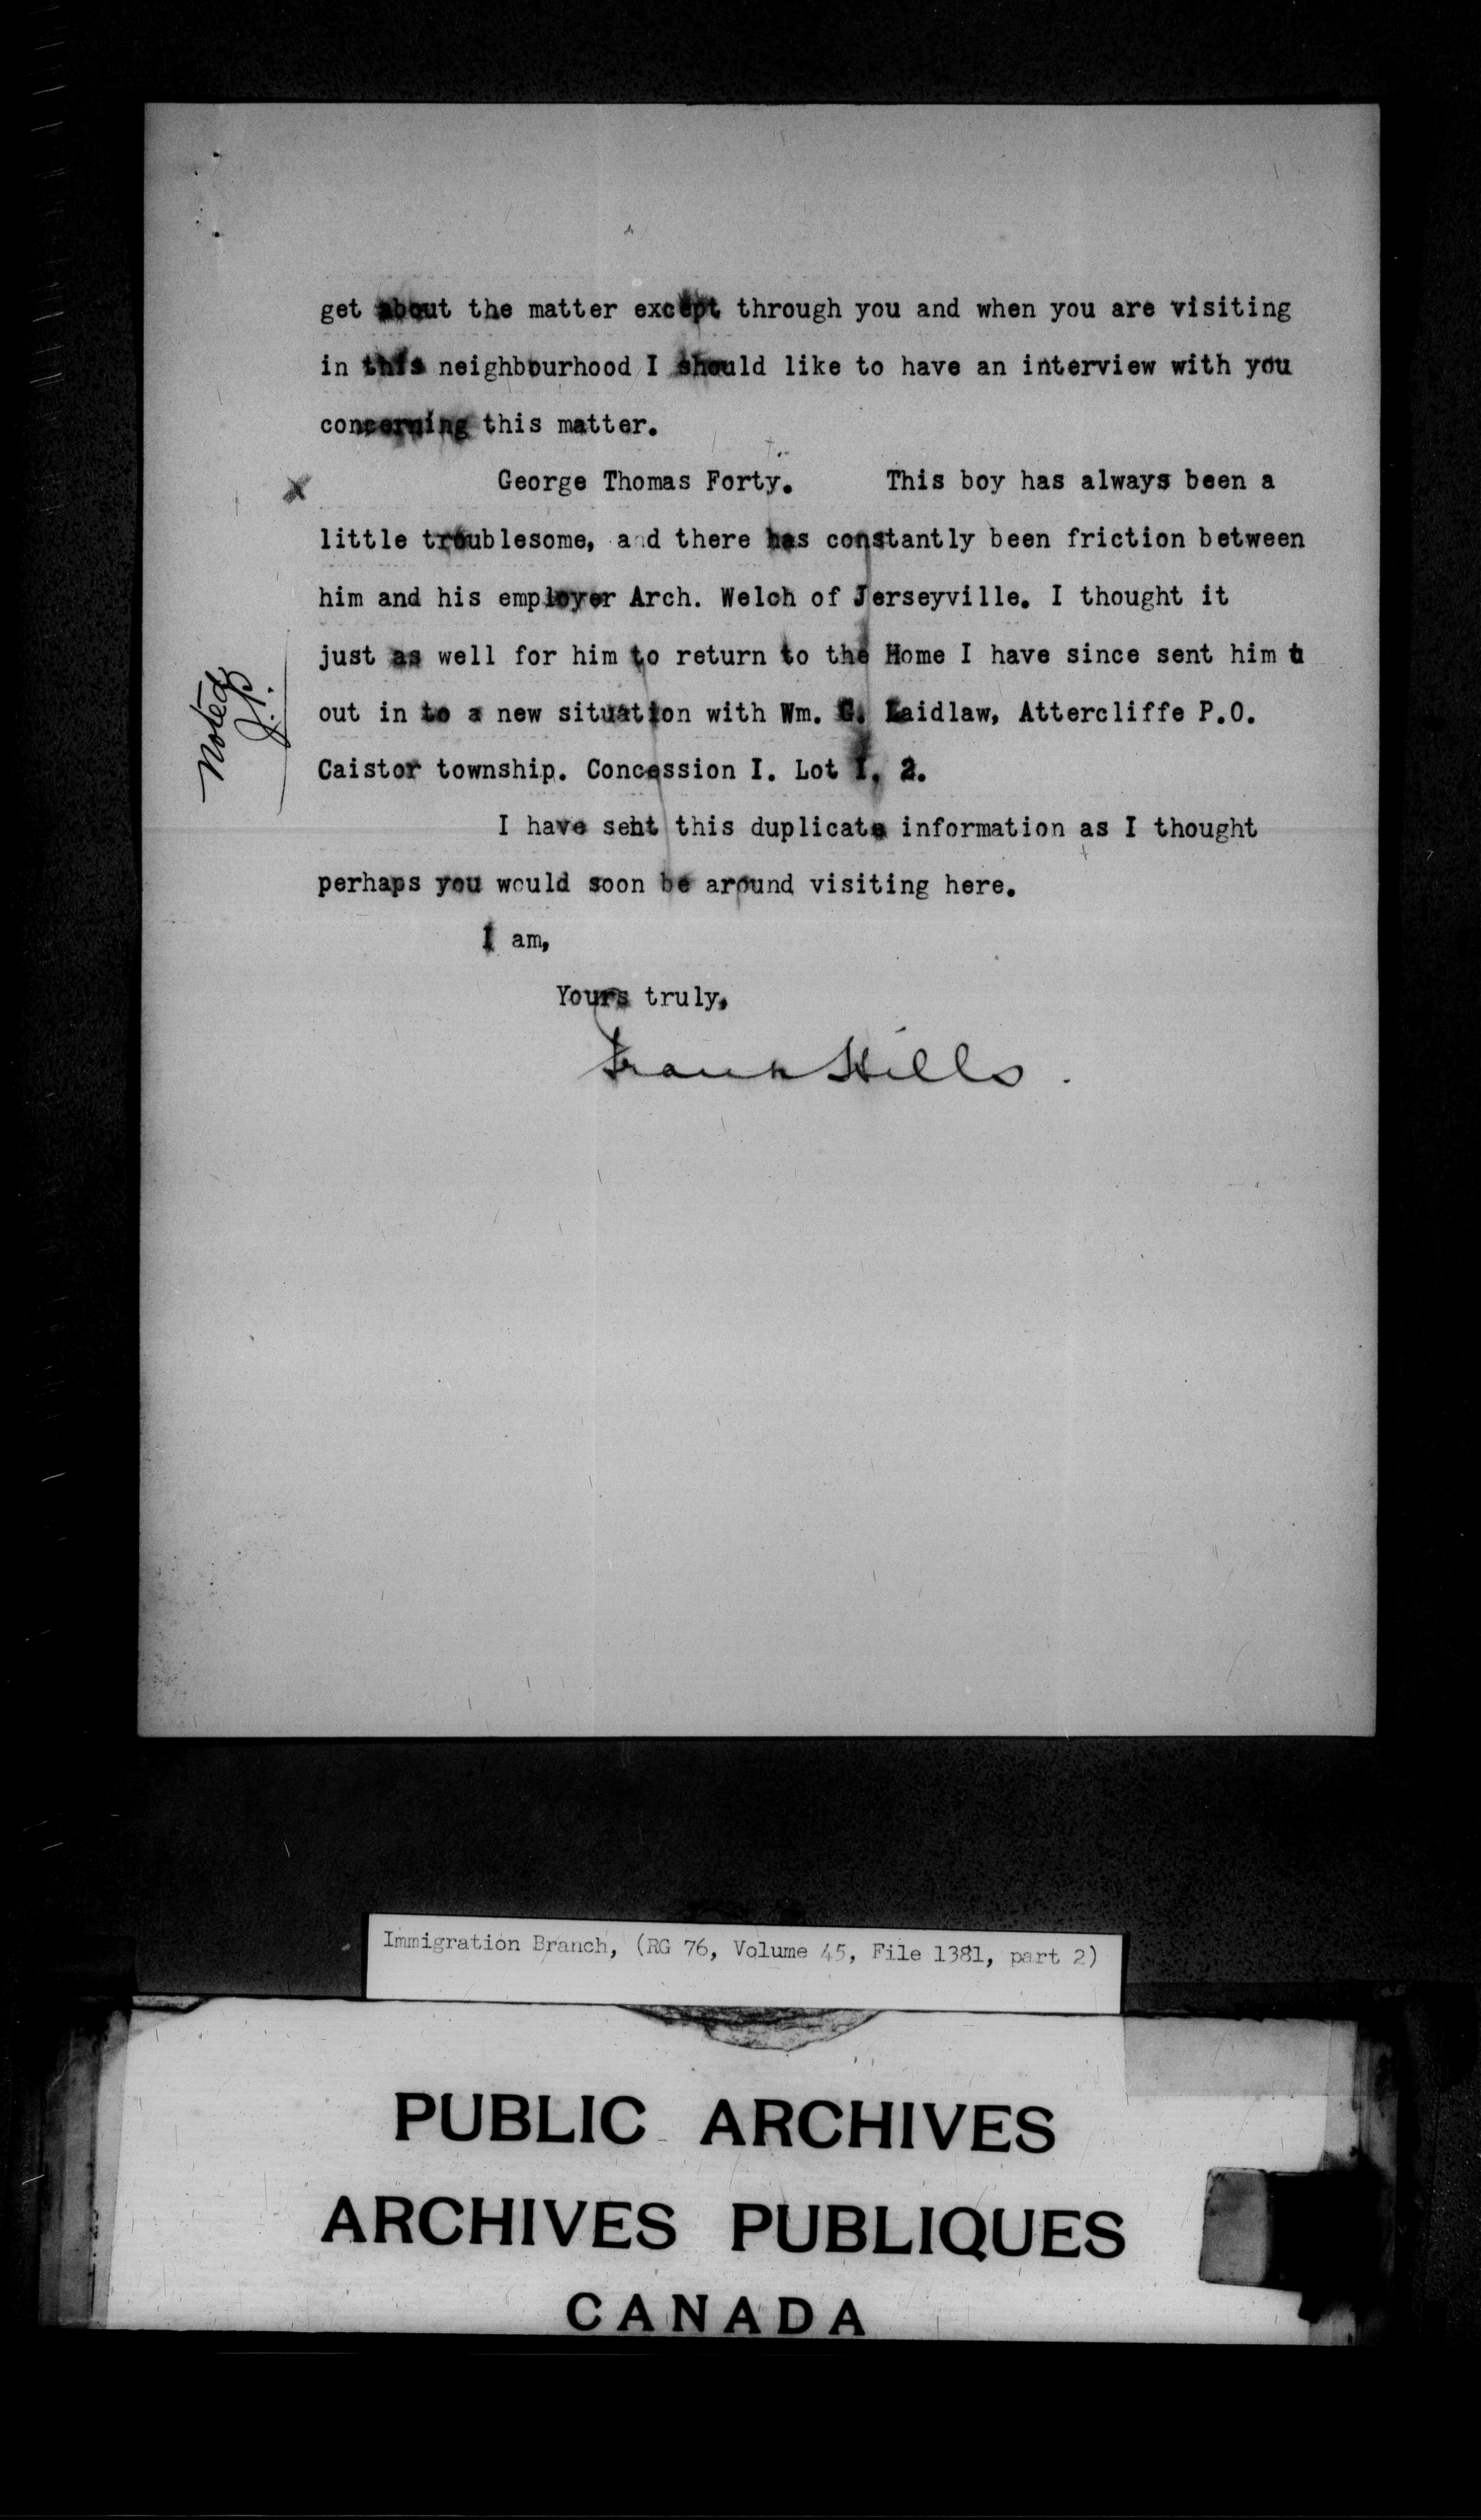 get about the matter except through you and when you are visiting
in this neighbourhood I should like to have an interview with you
concerning this matter.
X George Thomas Forty. This boy has always been a
little troublesome, and there has constantly been friction between
him and his employer Arch. Welch of Jerseyville. I thought it
just as well for him to return to the Home I have since sent him
out in to a new situation with Wm. G. Laidlaw, Attercliffe P.O.
Caistor township. Concession I. Lot I, 2.
Noted
I have sent this duplicate information as I thought
perhaps you would soon be around visiting here.
I am,
Yours truly,
Frank Hills.
Immigration Branch, (RG 76, Volume 45, File 1381, part 2)
PUBLIC ARCHIVES
ARCHIVES PUBLIQUES
CANADA